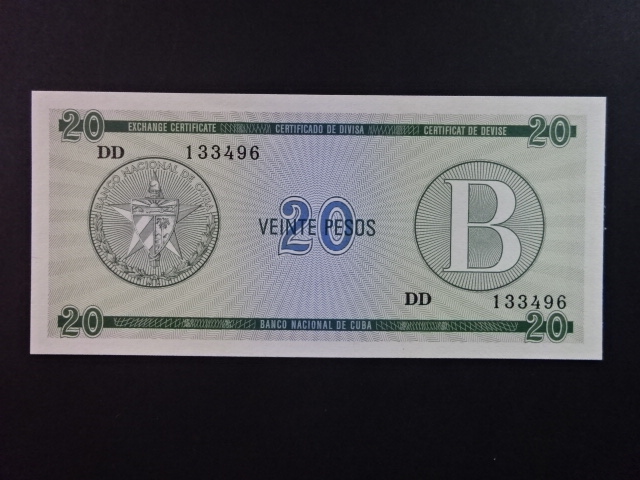 20 EXCHANGE CERTIFICATE CERTIFICADO DE DIVISA CERTIFICAT DE DEVISE 20
DD 133496
BANCO NACIONAL DE CUBA
20
VEINTE PESOS
B
DD 133496
20 BANCO NACIONAL DE CUBA 20